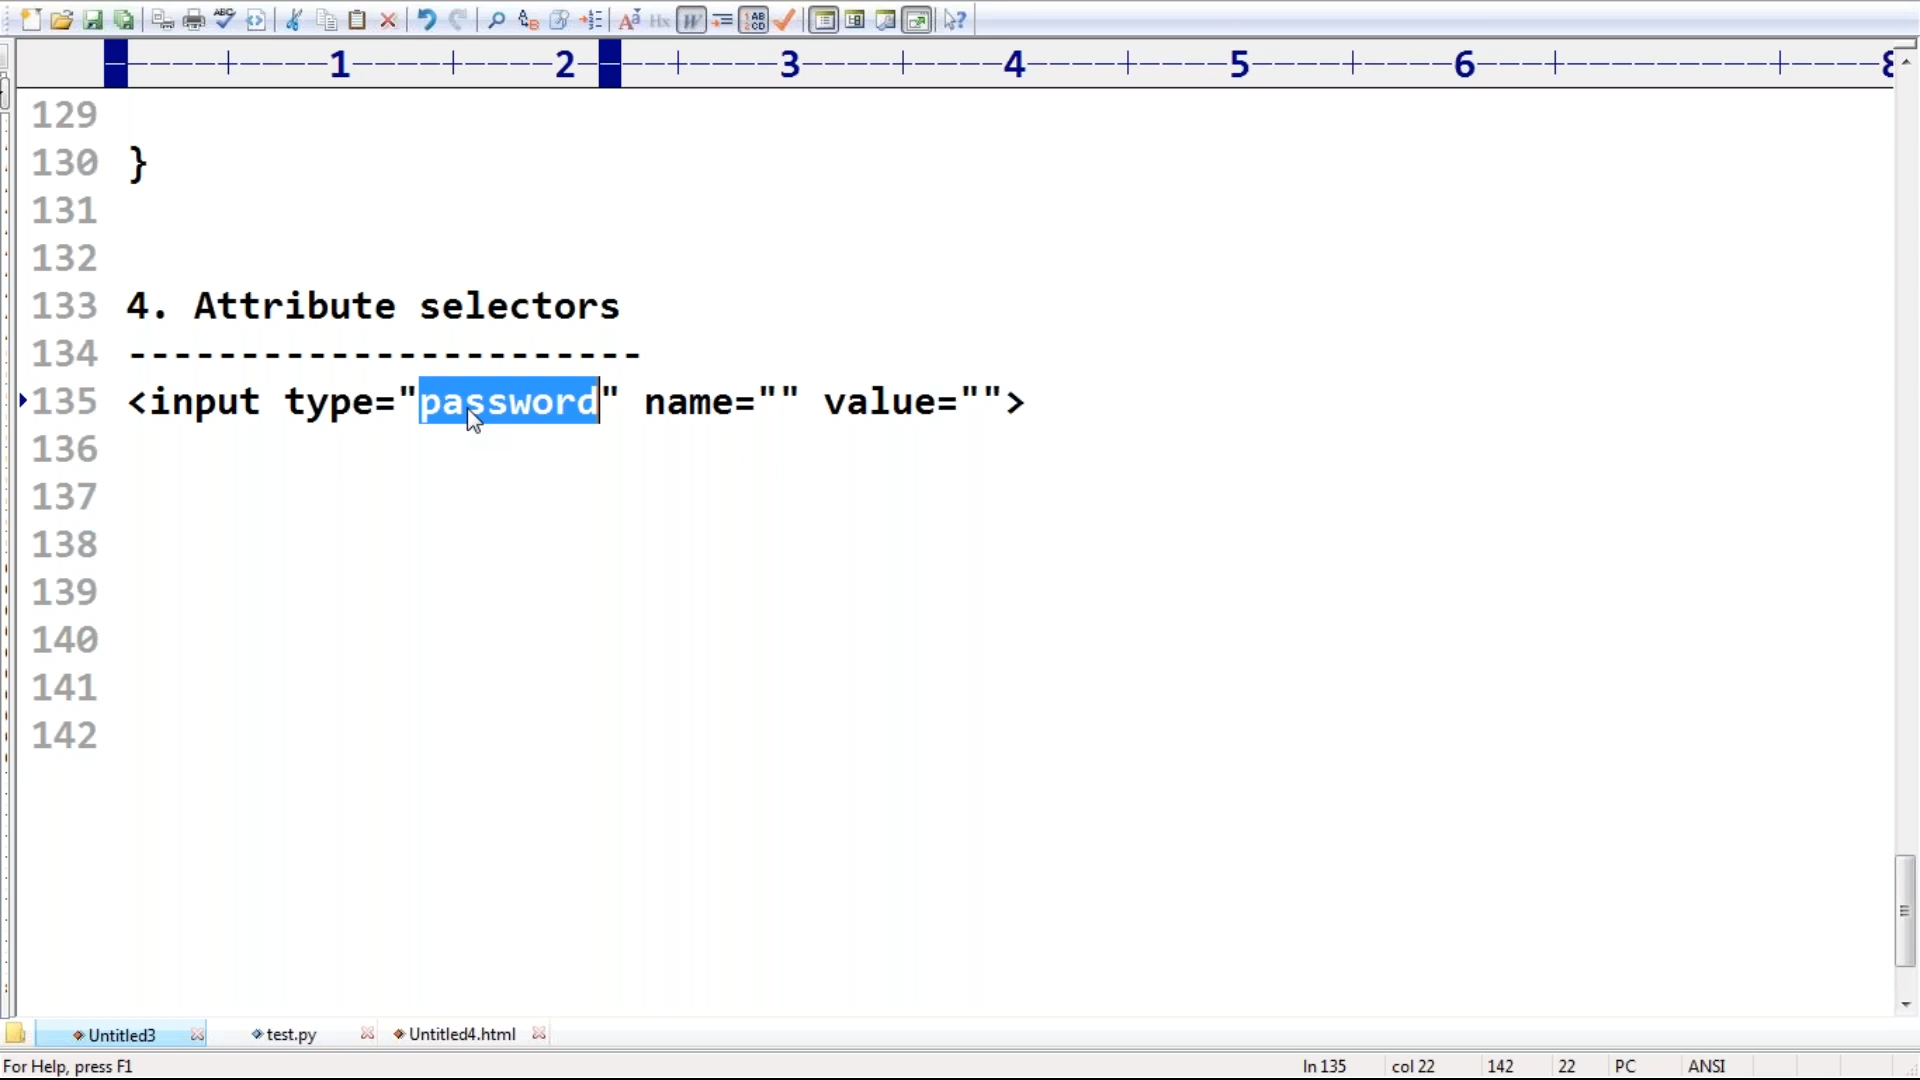 1 2 3 4 5 6
129
130 }
131
132
133 4. Attribute selectors
134 -----------------------
135 <input type="password" name="" value="">
136
137
138
139
140
141
142
Untitled3 test.py Untitled4.html
For Help, press F1 ln 135 col 22 142 22 PC ANSI